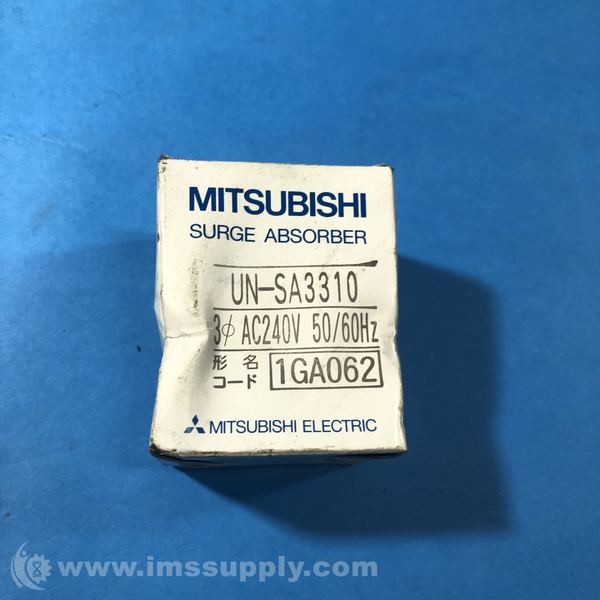 MITSUBISHI
SURGE ABSORBER
UN-SA3310
3φ AC240V 50/60Hz
形名
コード 1GA062
MITSUBISHI ELECTRIC
www.imssupply.com